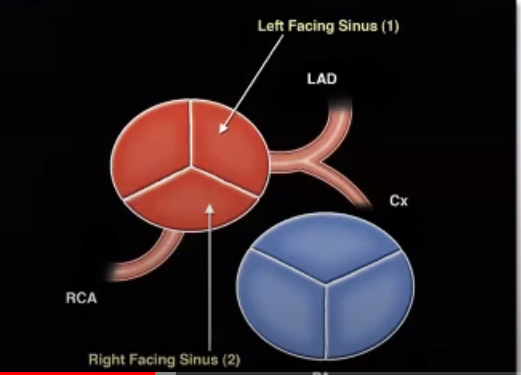 Left Facing Sinus (1)
LAD
Cx
RCA
Right Facing Sinus (2)